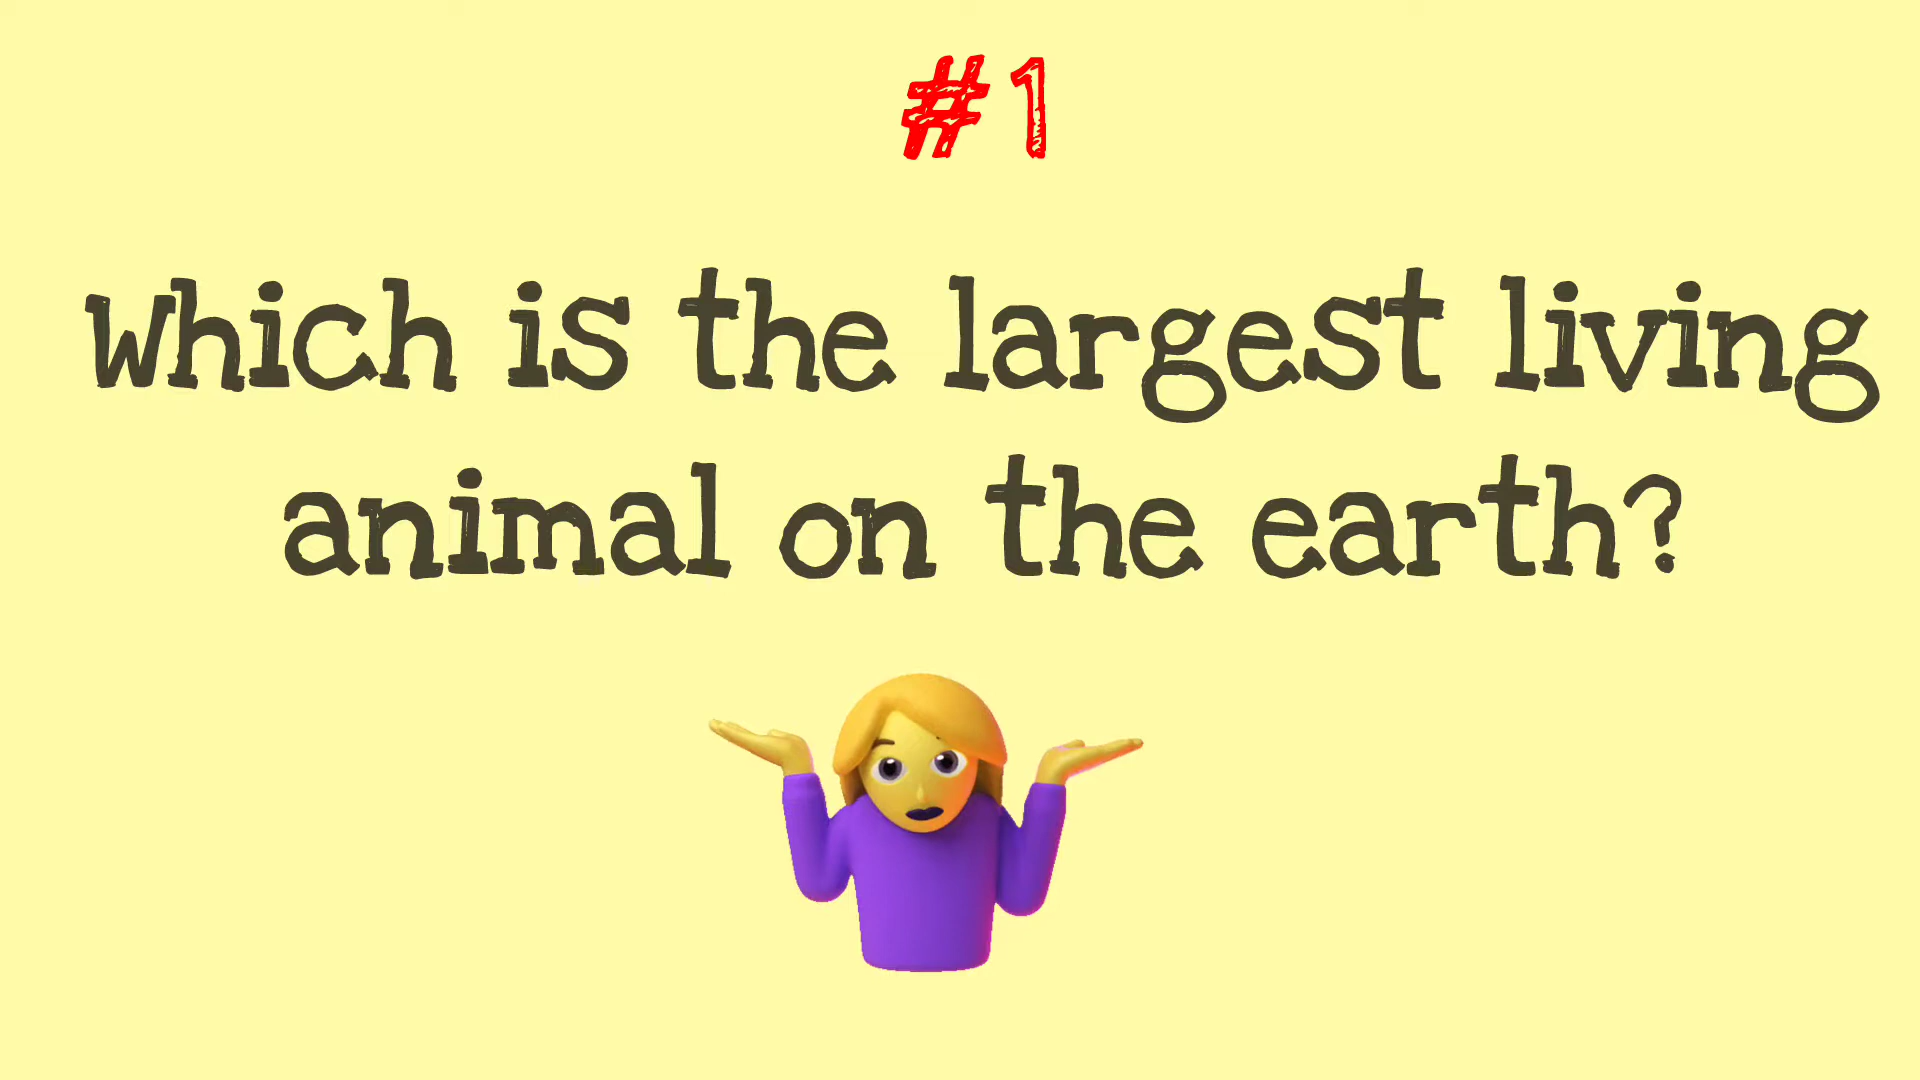 #1
Which is the largest living
animal on the earth?